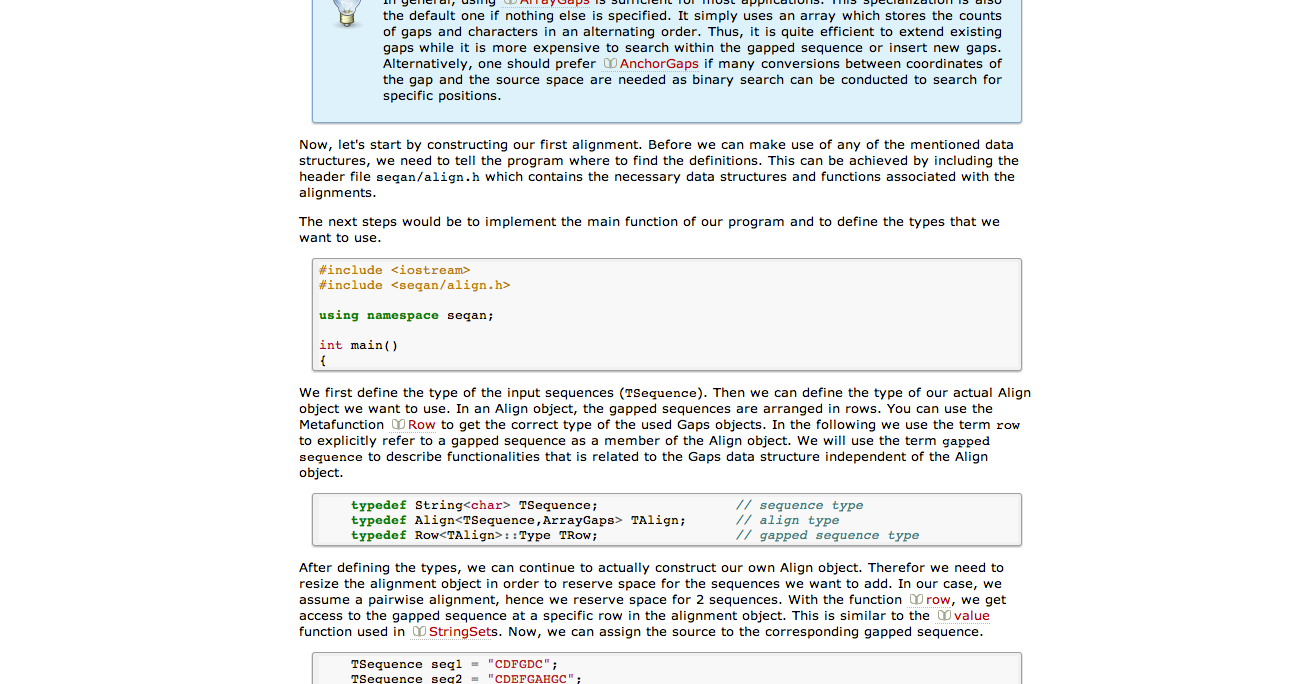 In general, using ArrayGaps is sufficient for most applications. This specialization is also
the default one if nothing else is specified. It simply uses an array which stores the counts
of gaps and characters in an alternating order. Thus, it is quite efficient to extend existing
gaps while it is more expensive to search within the gapped sequence or insert new gaps.
Alternatively, one should prefer AnchorGaps if many conversions between coordinates of
the gap and the source space are needed as binary search can be conducted to search for
specific positions.
Now, let's start by constructing our first alignment. Before we can make use of any of the mentioned data
structures, we need to tell the program where to find the definitions. This can be achieved by including the
header file seqan/align.h which contains the necessary data structures and functions associated with the
alignments.
The next steps would be to implement the main function of our program and to define the types that we
want to use.
#include <iostream>
#include <seqan/align.h>
using namespace seqan;
int main()
{
We first define the type of the input sequences (TSequence). Then we can define the type of our actual Align
object we want to use. In an Align object, the gapped sequences are arranged in rows. You can use the
Metafunction Row to get the correct type of the used Gaps objects. In the following we use the term row
to explicitly refer to a gapped sequence as a member of the Align object. We will use the term gapped
sequence to describe functionalities that is related to the Gaps data structure independent of the Align
object.
typedef String<char> TSequence; // sequence type
typedef Align<TSequence,ArrayGaps> TAlign; // align type
typedef Row<TAlign>::Type TRow; // gapped sequence type
After defining the types, we can continue to actually construct our own Align object. Therefor we need to
resize the alignment object in order to reserve space for the sequences we want to add. In our case, we
assume a pairwise alignment, hence we reserve space for 2 sequences. With the function row, we get
access to the gapped sequence at a specific row in the alignment object. This is similar to the value
function used in StringSets. Now, we can assign the source to the corresponding gapped sequence.
TSequence seq1 = "CDFGDC";
TSequence seq2 = "CDEFGAHGC";